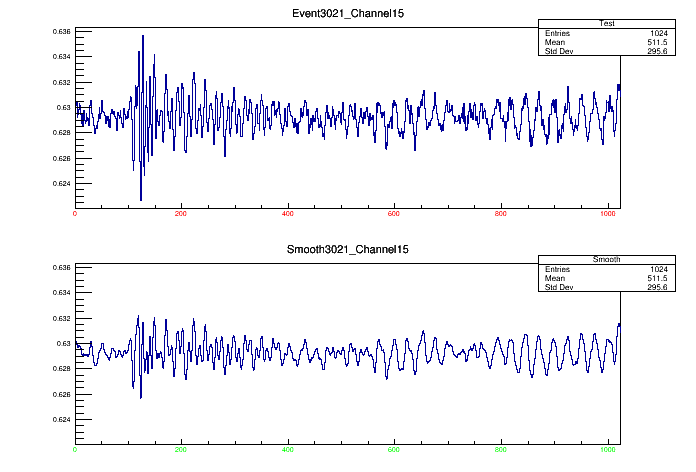 Event3021_Channel15
Test
Entries 1024
Mean 511.5
Std Dev 295.6
0.636
0.634
0.632
0.63
0.628
0.626
0.624
0 200 400 600 800 1000
Smooth3021_Channel15
Smooth
Entries 1024
Mean 511.5
Std Dev 295.6
0.636
0.634
0.632
0.63
0.628
0.626
0.624
0 200 400 600 800 1000